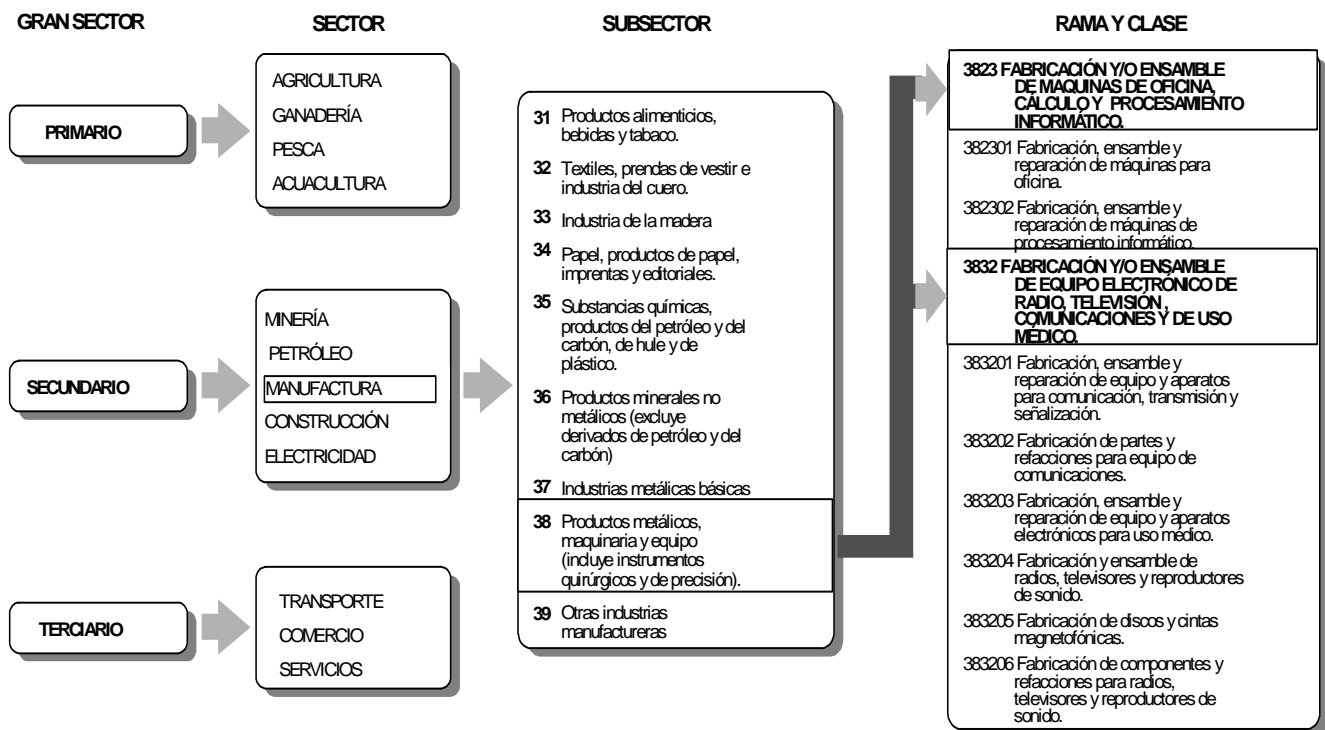 GRAN SECTOR
SECTOR
SUBSECTOR
RAMA Y CLASE
PRIMARIO
AGRICULTURA
GANADERÍA
PESCA
ACUACULTURA
SECUNDARIO
MINERÍA
PETRÓLEO
MANUFACTURA
CONSTRUCCIÓN
ELECTRICIDAD
TERCIARIO
TRANSPORTE
COMERCIO
SERVICIOS
31 Productos alimenticios,
bebidas y tabaco.
32 Textiles, prendas de vestir e
industria del cuero.
33 Industria de la madera
34 Papel, productos de papel,
imprentas y editoriales.
35 Substancias químicas,
productos del petróleo y del
carbón, de hule y de
plástico.
36 Productos minerales no
metálicos (excluye
derivados de petróleo y del
carbón)
37 Industrias metálicas básicas
38 Productos metálicos,
maquinaria y equipo
(incluye instrumentos
quirúrgicos y de precisión).
39 Otras industrias
manufactureras
3823 FABRICACIÓN Y/O ENSAMBLE
DE MAQUINAS DE OFICINA,
CÁLCULO Y PROCESAMIENTO
INFORMÁTICO.
382301 Fabricación, ensamble y
reparación de máquinas para
oficina.
382302 Fabricación, ensamble y
reparación de máquinas de
procesamiento informático.
3832 FABRICACIÓN Y/O ENSAMBLE
DE EQUIPO ELECTRÓNICO DE
RADIO, TELEVISIÓN ,
COMUNICACIONES Y DE USO
MÉDICO.
383201 Fabricación, ensamble y
reparación de equipo y aparatos
para comunicación, transmisión y
señalización.
383202 Fabricación de partes y
refacciones para equipo de
comunicaciones.
383203 Fabricación, ensamble y
reparación de equipo y aparatos
electrónicos para uso médico.
383204 Fabricación y ensamble de
radios, televisores y reproductores
de sonido.
383205 Fabricación de discos y cintas
magnetofónicas.
383206 Fabricación de componentes y
refacciones para radios,
televisores y reproductores de
sonido.